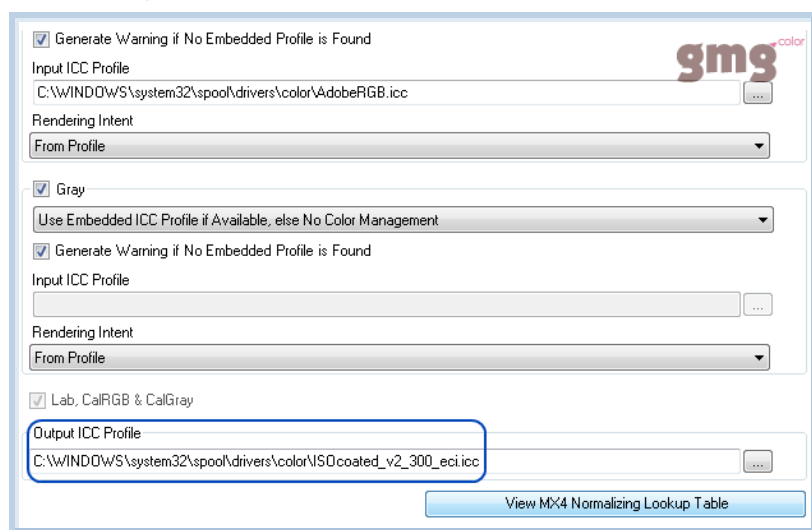 Generate Warning if No Embedded Profile is Found
gmg color
Input ICC Profile
C:\WINDOWS\system32\spool\drivers\color\AdobeRGB.icc
...
Rendering Intent
From Profile
Gray
Use Embedded ICC Profile if Available, else No Color Management
Generate Warning if No Embedded Profile is Found
Input ICC Profile
...
Rendering Intent
From Profile
Lab, CalRGB & CalGray
Output ICC Profile
C:\WINDOWS\system32\spool\drivers\color\ISOcoated_v2_300_eci.icc
...
View MX4 Normalizing Lookup Table